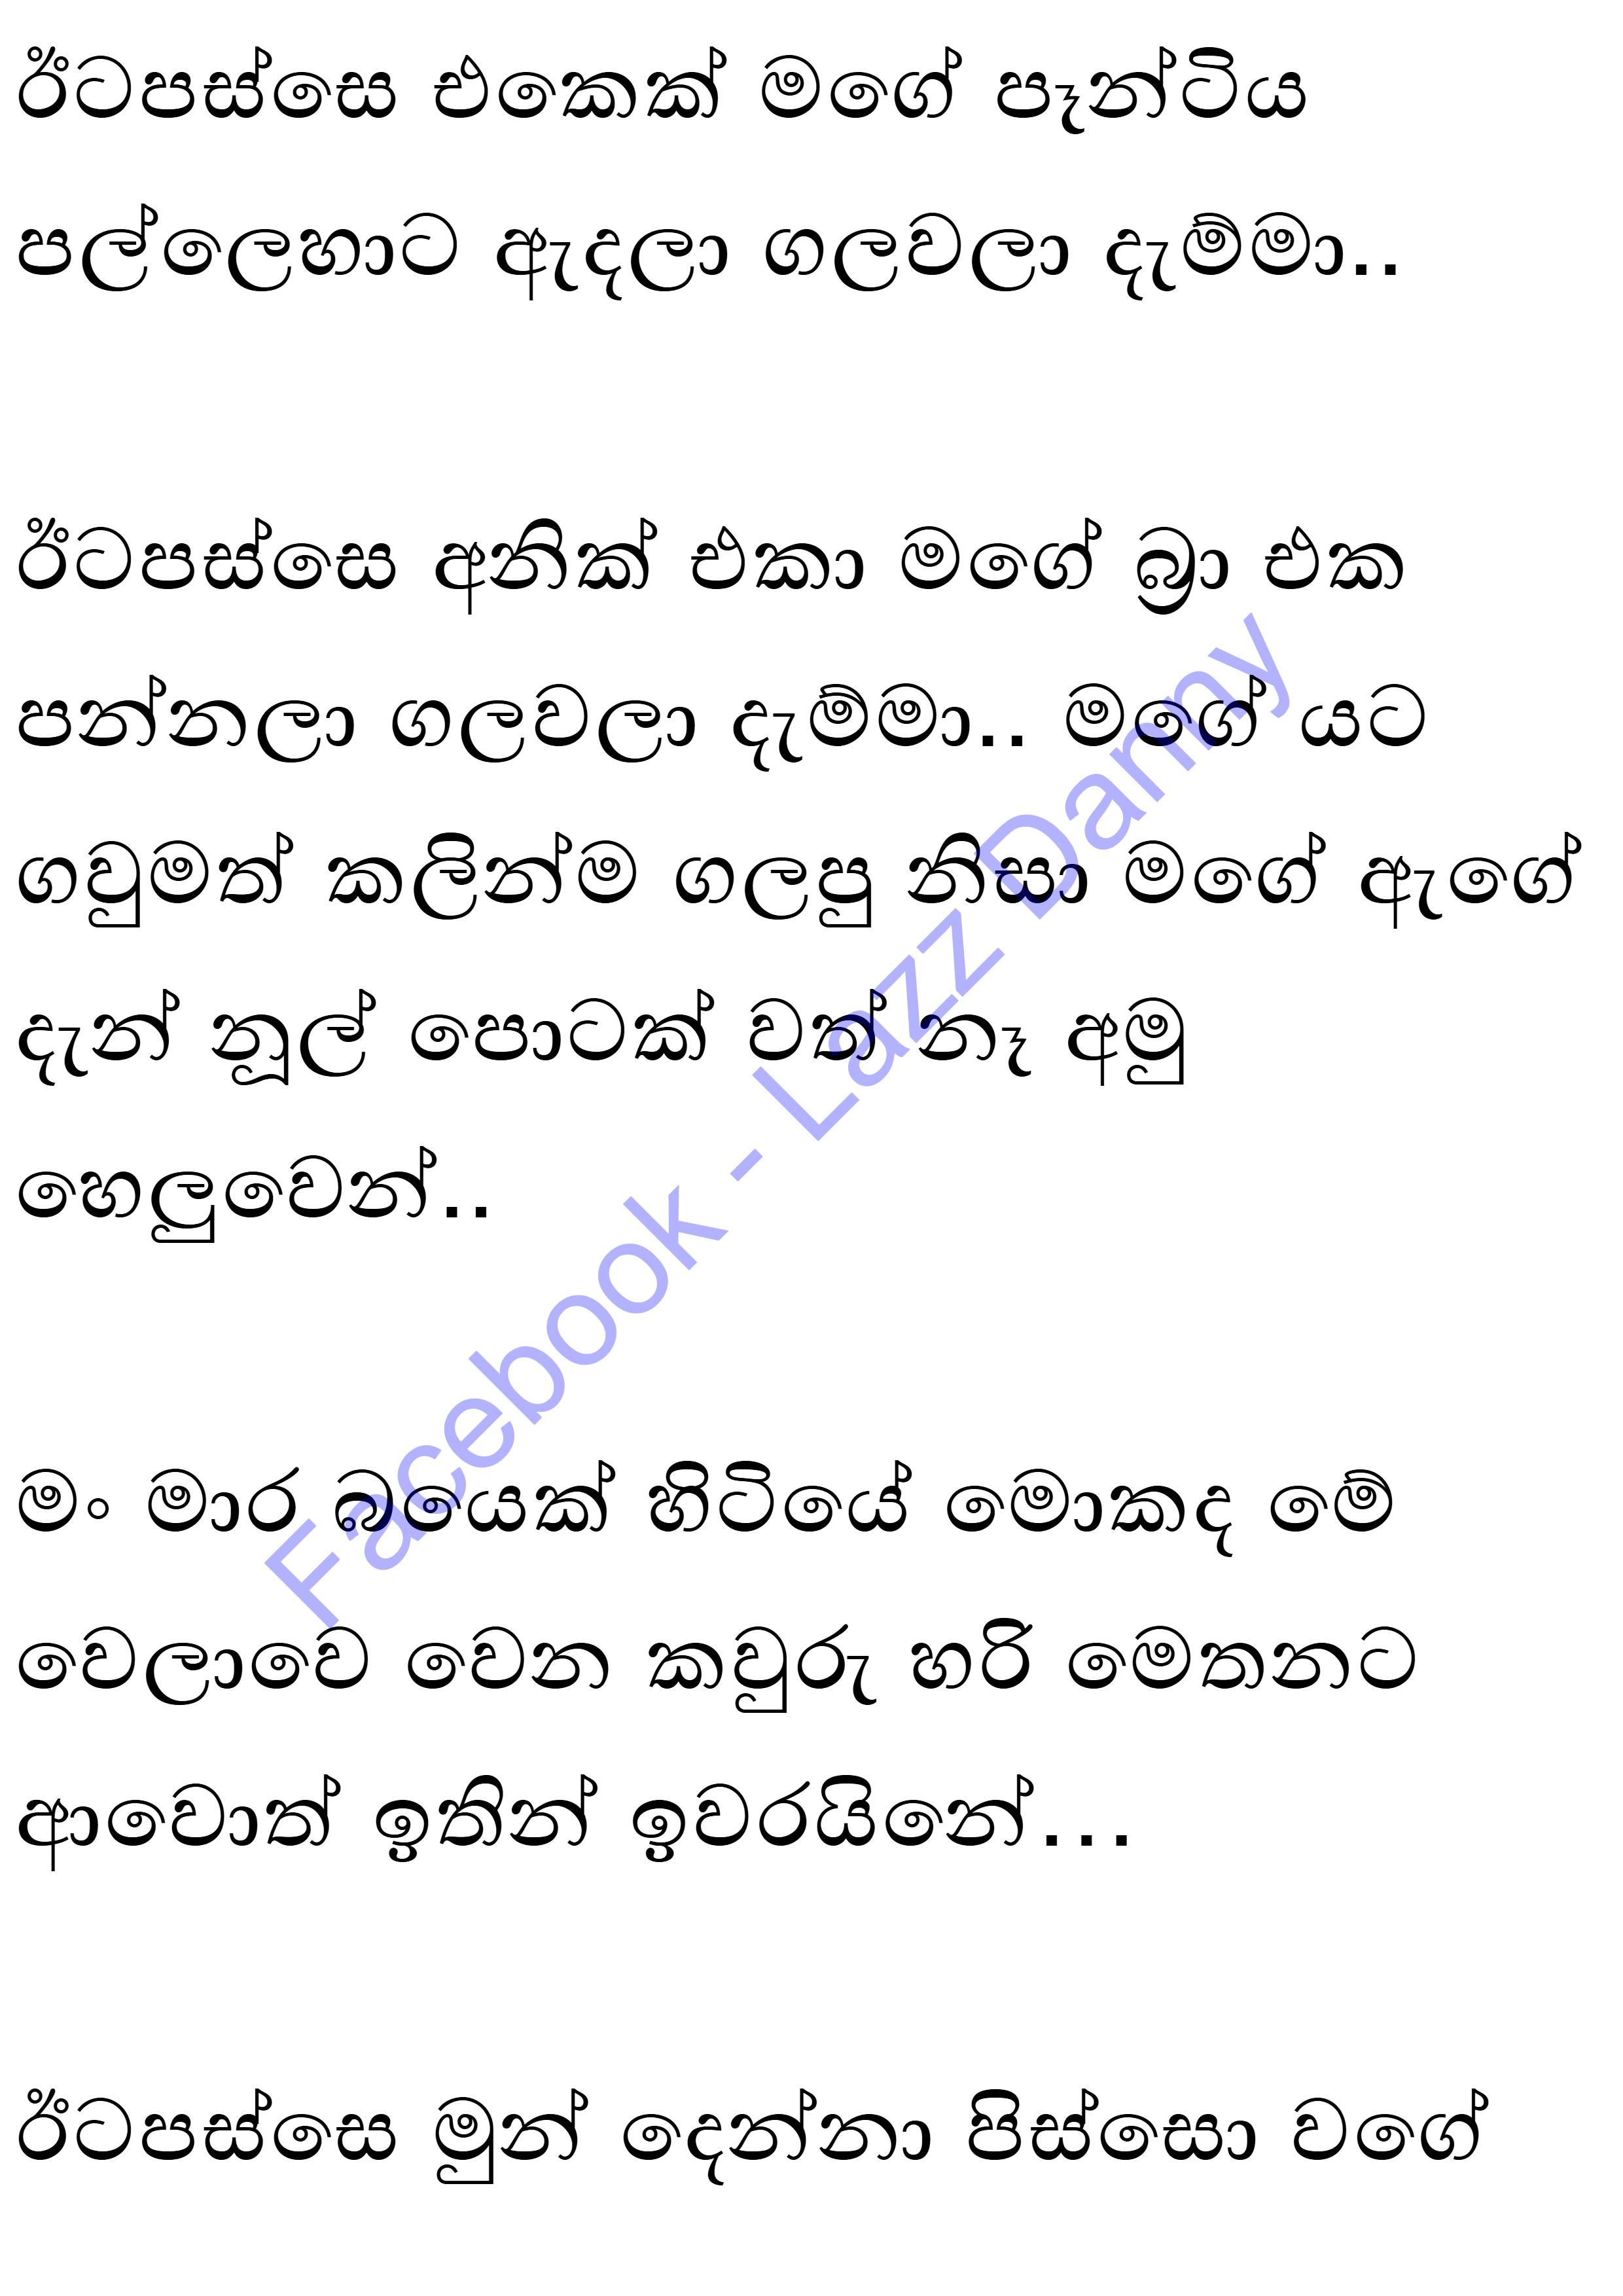 ඊටපස්සෙ එකෙක් මගේ පෑන්ටිය
පල්ලෙහාට ඇදලා ගලවලා දැම්මා..
ඊටපස්සෙ අනික් එකා මගේ බ්‍රා එක
පන්නලා ගලවලා දැම්මා.. මගේ යට
ගවුමත් කලින්ම ගලපු නිසා මගේ ඇගේ
දැන් නූල් පොටක් වත් නෑ අමු
හෙලුවෙන්..
මං මාර බයෙක් හිටියේ මොකද මේ
වෙලාවෙ වෙන කවුරු හරි මෙතනට
ආවොත් ඉතින් ඉවරයිනේ...
ඊටපස්සෙ මුන් දෙන්නා පිස්සො වගේ
Facebook - Lazz Danny